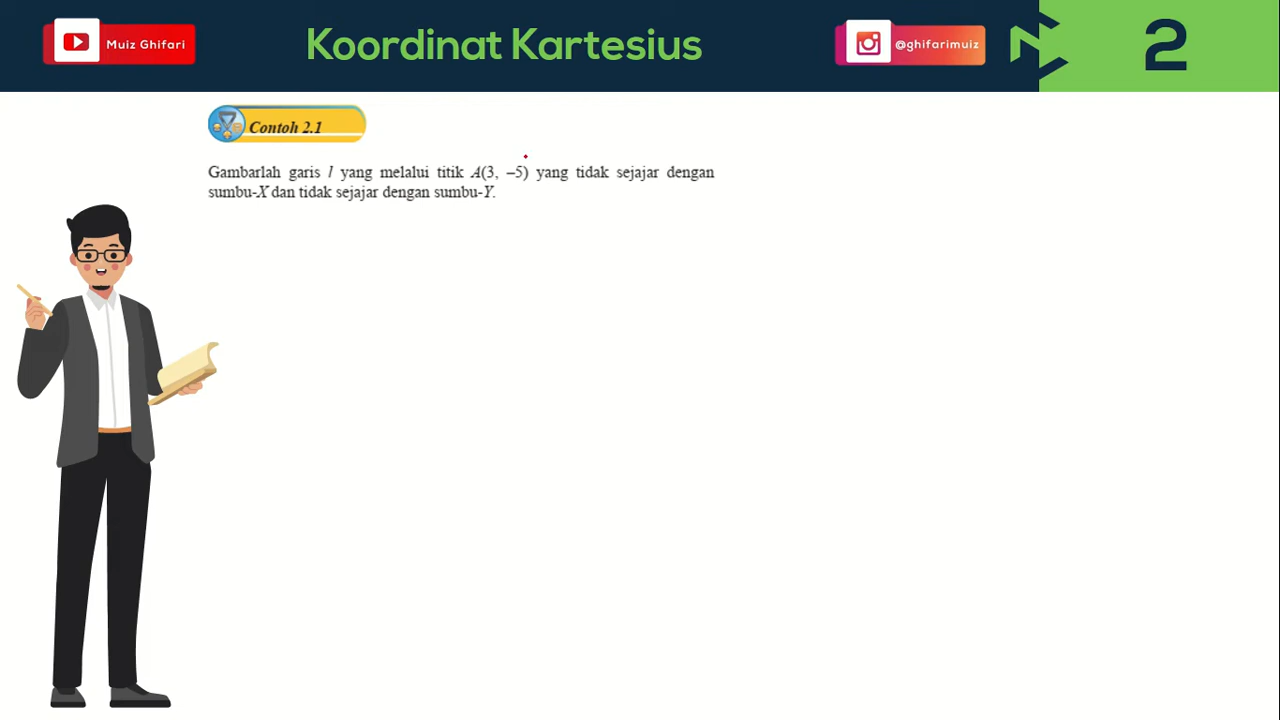 Muiz Ghifari
Koordinat Kartesius
@ghifarimuiz
2
Contoh 2.1
Gambarlah garis l yang melalui titik A(3, –5) yang tidak sejajar dengan
sumbu-X dan tidak sejajar dengan sumbu-Y.